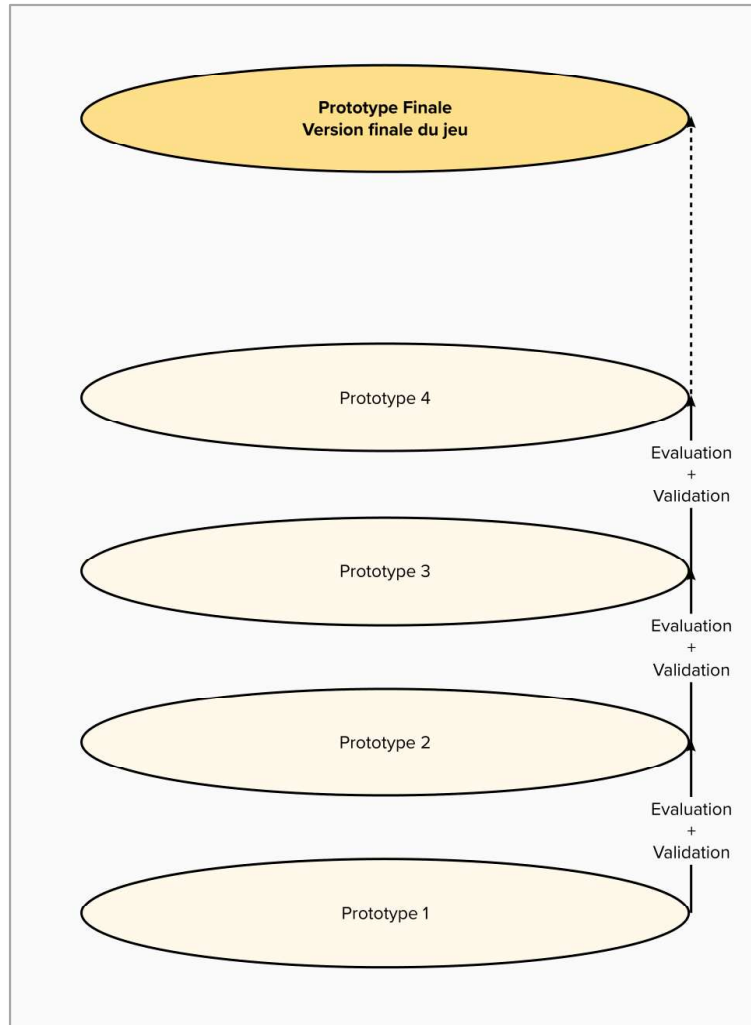 Prototype Finale
Version finale du jeu
Prototype 4
Evaluation
+
Validation
Prototype 3
Evaluation
+
Validation
Prototype 2
Evaluation
+
Validation
Prototype 1